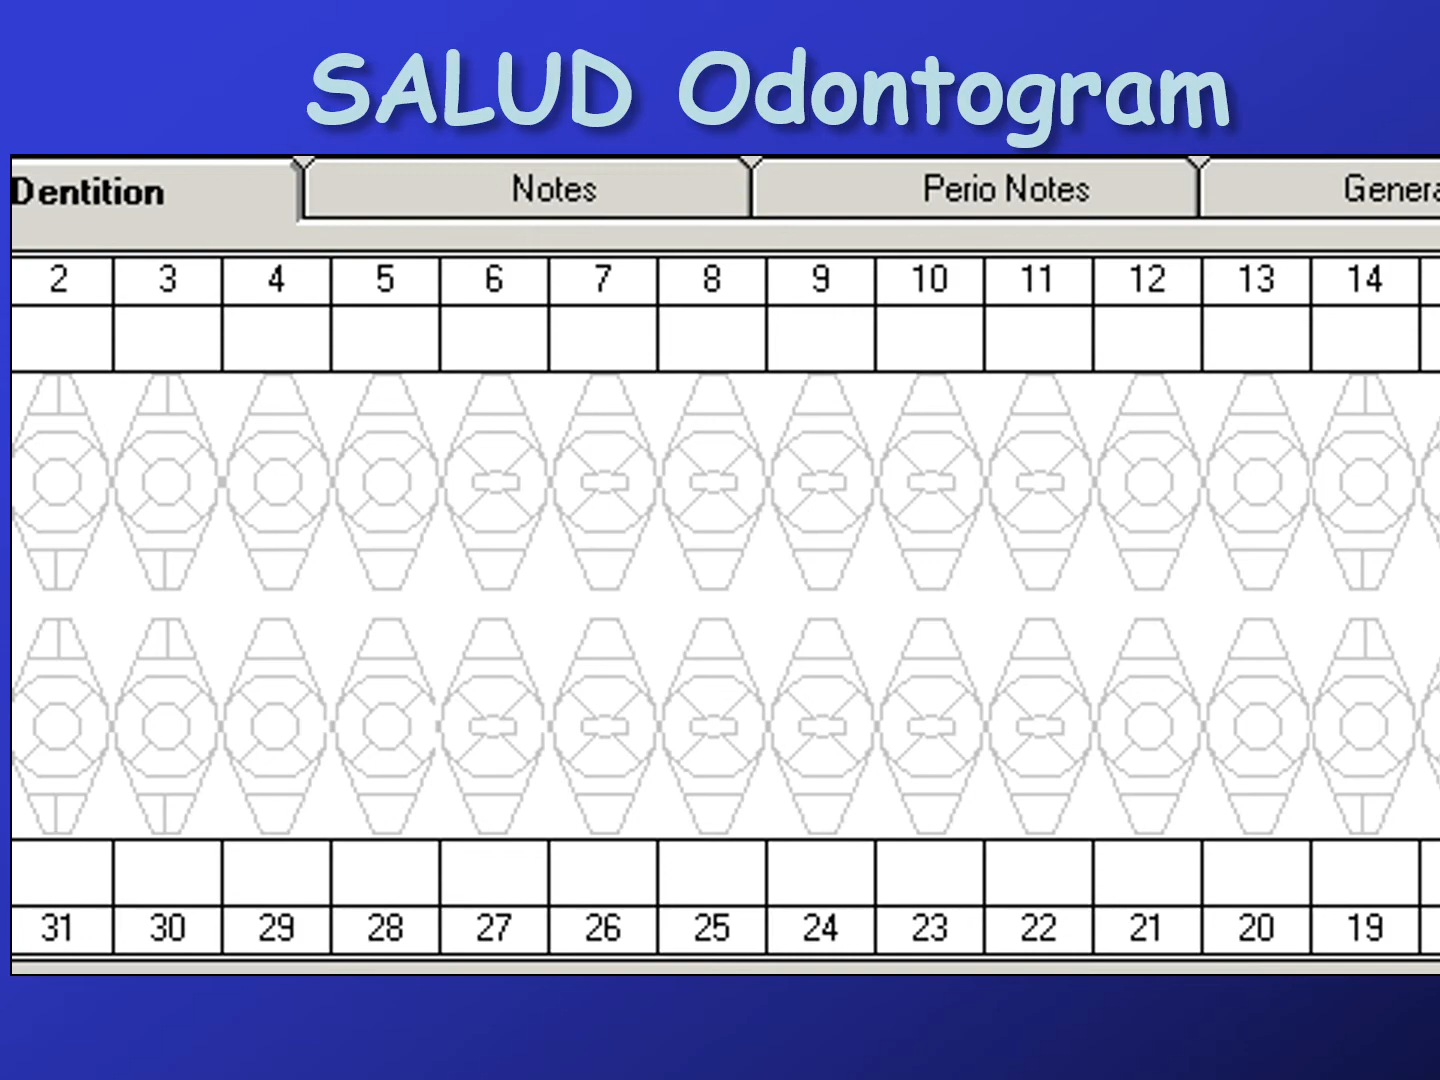 SALUD Odontogram
Dentition Notes Perio Notes Genera
2 3 4 5 6 7 8 9 10 11 12 13 14
31 30 29 28 27 26 25 24 23 22 21 20 19